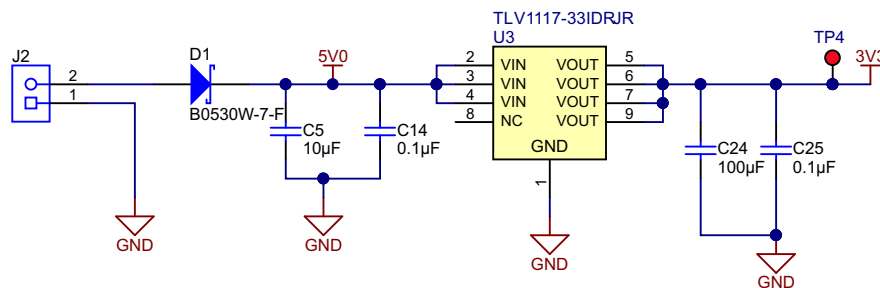 TLV1117-33IDRJR
U3
J2
D1
5V0
TP4
3V3
2
1
B0530W-7-F
2 VIN VOUT 5
3 VIN VOUT 6
4 VIN VOUT 7
8 NC VOUT 9
GND
1
C5
10µF
C14
0.1µF
C24
100µF
C25
0.1µF
GND
GND
GND
GND